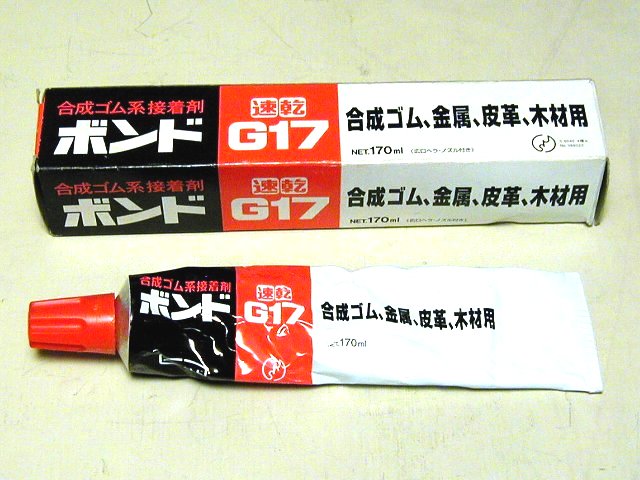 合成ゴム系接着剤
ボンド
速乾
G17
合成ゴム、金属、皮革、木材用
NET.170ml
合成ゴム系接着剤
ボンド
速乾
G17
合成ゴム、金属、皮革、木材用
NET.170ml
合成ゴム系接着剤
ボンド
速乾
G17
合成ゴム、金属、皮革、木材用
170ml